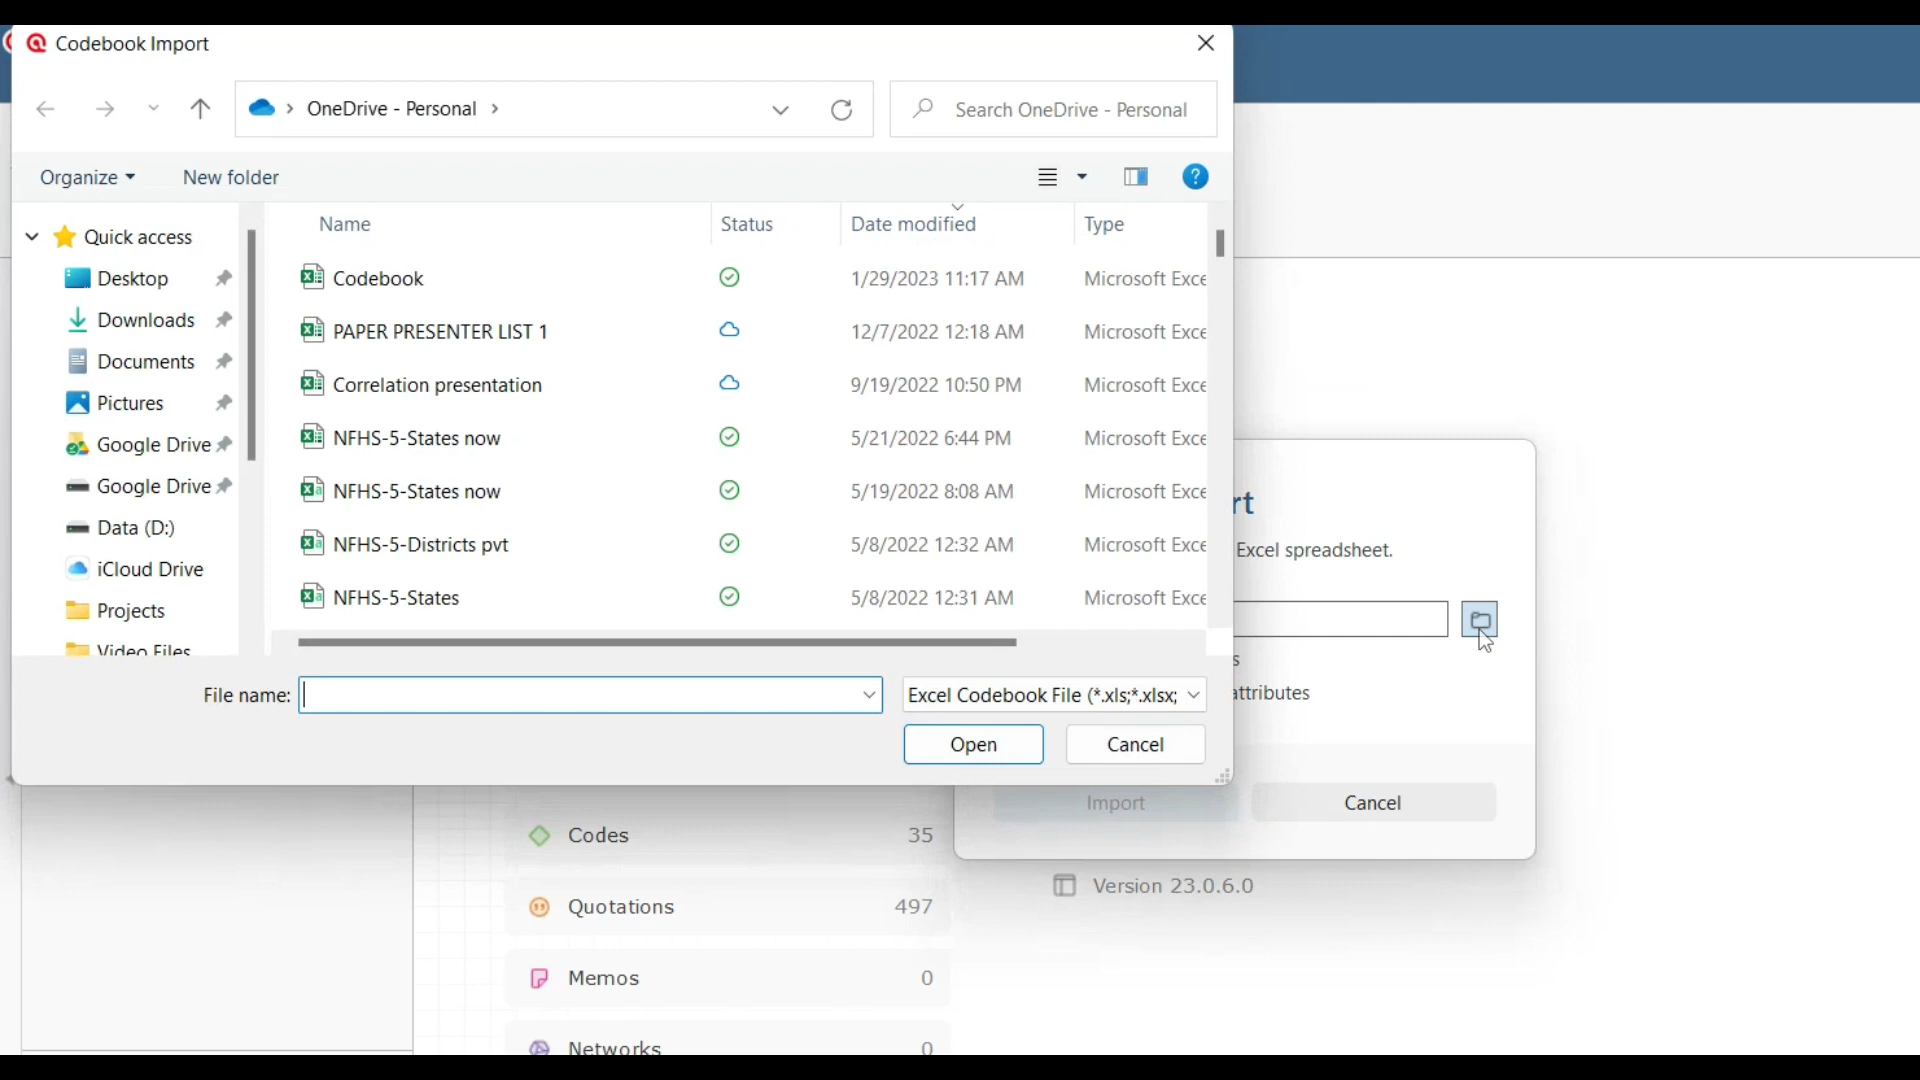 Codebook Import
OneDrive - Personal
Search OneDrive - Personal
Organize
New folder
Name
Status
Date modified
Type
Quick access
Desktop
Downloads
Documents
Pictures
Google Drive
Google Drive
Data (D:)
iCloud Drive
Projects
Video Files
Codebook 1/29/2023 11:17 AM Microsoft Exce
PAPER PRESENTER LIST 1 12/7/2022 12:18 AM Microsoft Exce
Correlation presentation 9/19/2022 10:50 PM Microsoft Exce
NFHS-5-States now 5/21/2022 6:44 PM Microsoft Exce
NFHS-5-States now 5/19/2022 8:08 AM Microsoft Exce
NFHS-5-Districts pvt 5/8/2022 12:32 AM Microsoft Exce
NFHS-5-States 5/8/2022 12:31 AM Microsoft Exce
File name:
Excel Codebook File (*.xls;*.xlsx;
Open
Cancel
rt
Excel spreadsheet.
s
attributes
Import
Cancel
Codes 35
Quotations 497
Memos 0
Networks 0
Version 23.0.6.0